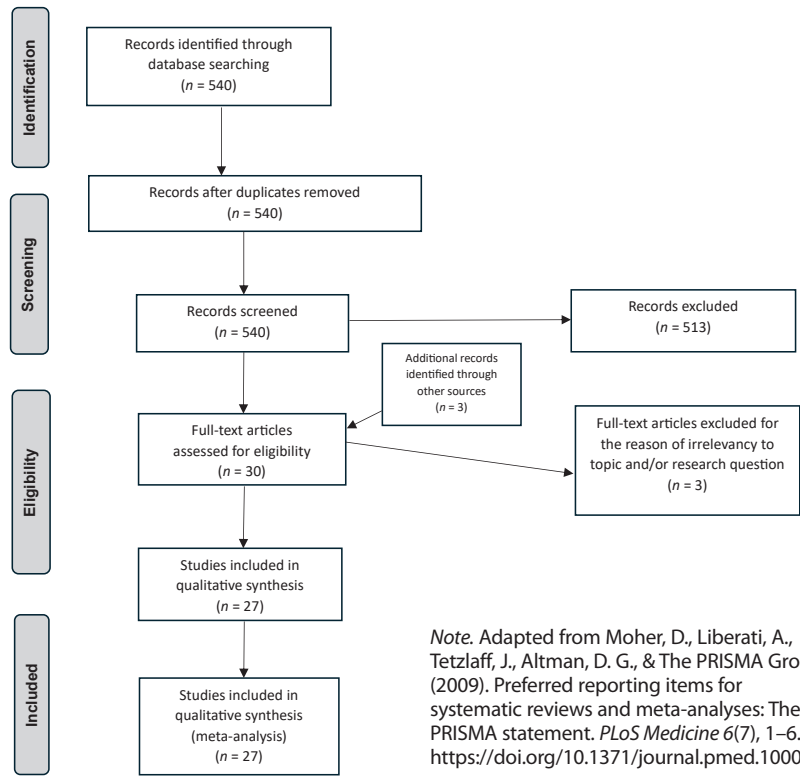 Identification
Records identified through
database searching
(n = 540)
Records after duplicates removed
(n = 540)
Screening
Records screened
(n = 540)
Records excluded
(n = 513)
Additional records
identified through
other sources
(n = 3)
Eligibility
Full-text articles
assessed for eligibility
(n = 30)
Full-text articles excluded for
the reason of irrelevancy to
topic and/or research question
(n = 3)
Studies included in
qualitative synthesis
(n = 27)
Included
Studies included in
qualitative synthesis
(meta-analysis)
(n = 27)
Note. Adapted from Moher, D., Liberati, A.,
Tetzlaff, J., Altman, D. G., & The PRISMA Gro
(2009). Preferred reporting items for
systematic reviews and meta-analyses: The
PRISMA statement. PLoS Medicine 6(7), 1–6.
https://doi.org/10.1371/journal.pmed.1000